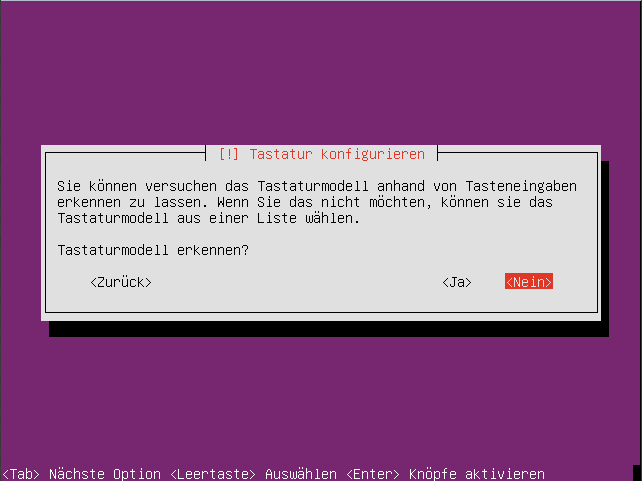 [!] Tastatur konfigurieren
Sie können versuchen das Tastaturmodell anhand von Tasteneingaben
erkennen zu lassen. Wenn Sie das nicht möchten, können sie das
Tastaturmodell aus einer Liste wählen.
Tastaturmodell erkennen?
<Zurück> <Ja> <Nein>
<Tab> Nächste Option <Leertaste> Auswählen <Enter> Knöpfe aktivieren